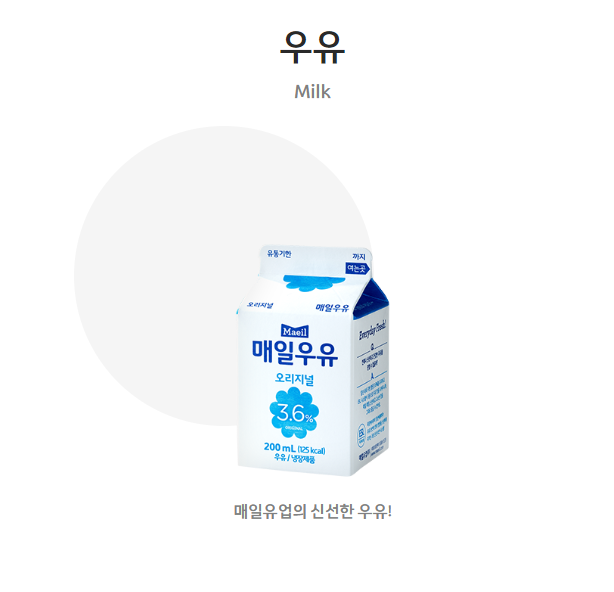 우유
Milk
유통기한
까지
여는곳
오리지널
매일우유
Maeil
매일우유
오리지널
3.6%
ORIGINAL
200 mL (125 kcal)
우유 / 냉장제품
Everyday Fresh!
매일유업의 신선한 우유!